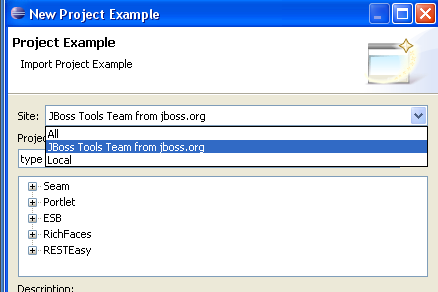 New Project Example
Project Example
Import Project Example
Site: JBoss Tools Team from jboss.org
All
JBoss Tools Team from jboss.org
Local
type
Seam
Portlet
ESB
RichFaces
RESTEasy
Description: